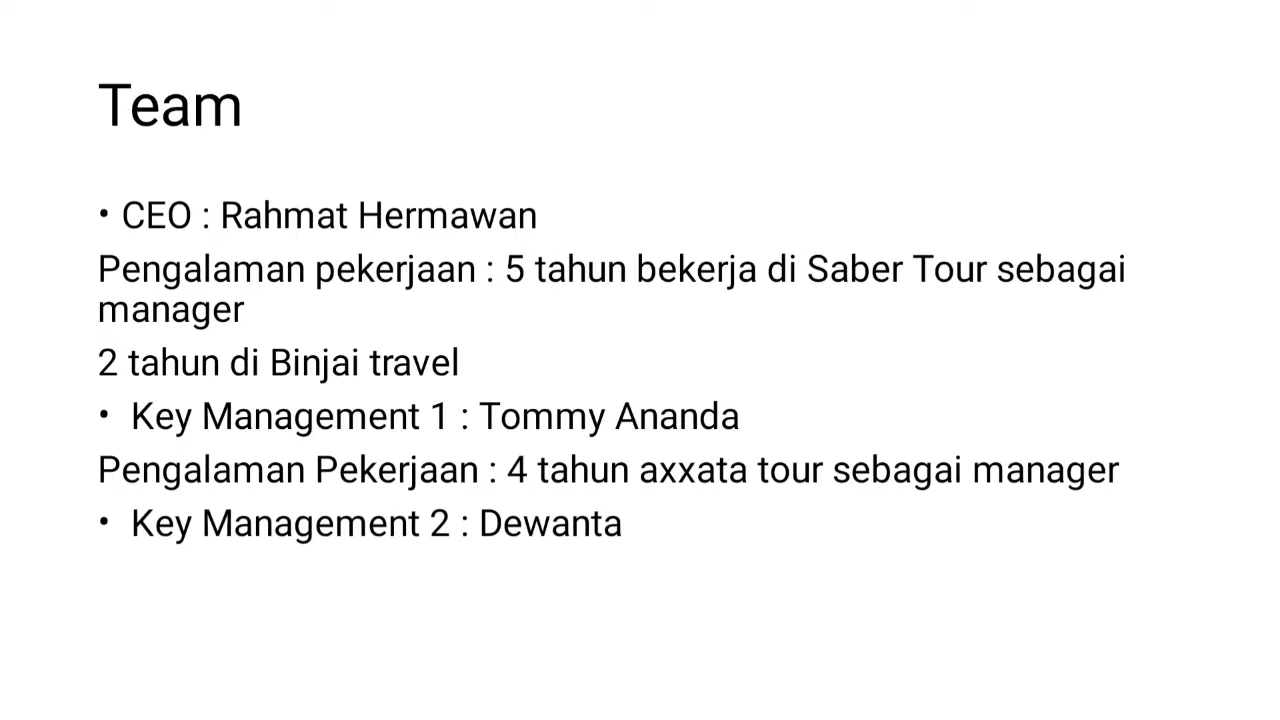 Team
• CEO : Rahmat Hermawan
Pengalaman pekerjaan : 5 tahun bekerja di Saber Tour sebagai
manager
2 tahun di Binjai travel
• Key Management 1 : Tommy Ananda
Pengalaman Pekerjaan : 4 tahun axxata tour sebagai manager
• Key Management 2 : Dewanta